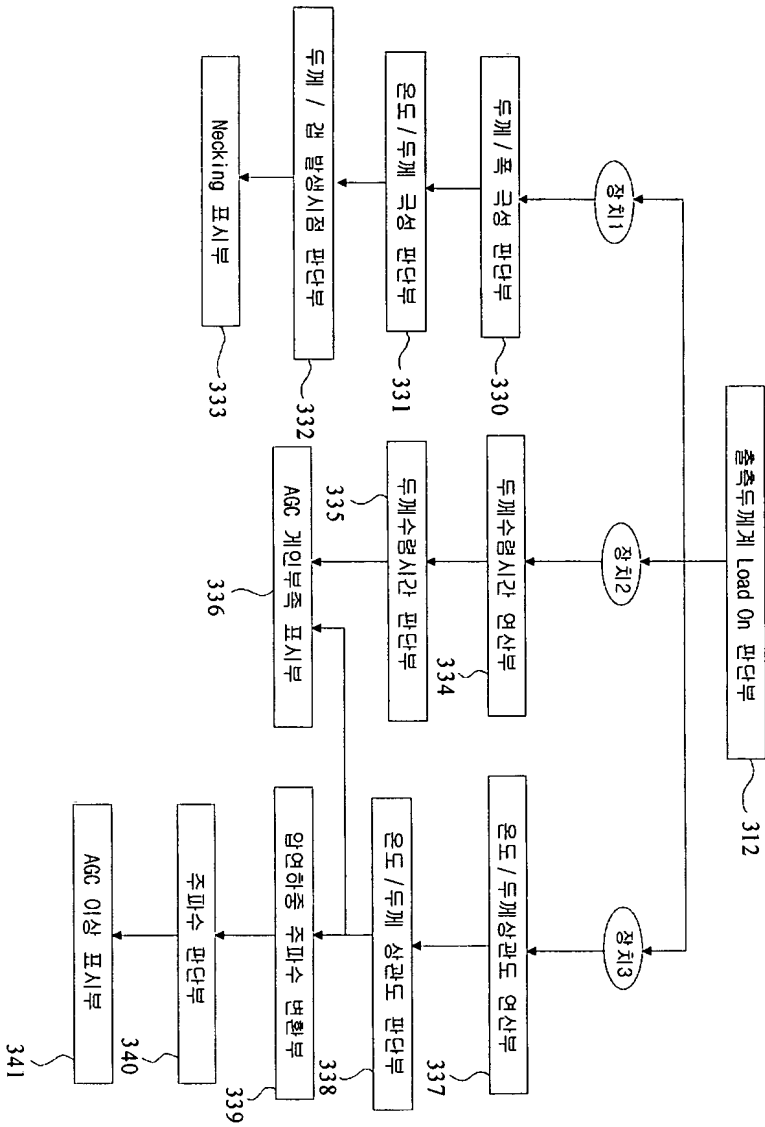 출측두께계 Load On 판단부
312
장치1
장치2
장치3
두께/폭 극성 판단부
330
온도/두께 극성 판단부
331
두께 / 갭 발생시점 판단부
332
Necking 표시부
333
두께수렴시간 연산부
334
두께수렴시간 판단부
335
AGC 게인부족 표시부
336
온도/두께상관도 연산부
337
온도/두께 상관도 판단부
338
압연하중 주파수 변환부
339
주파수 판단부
340
AGC 이상 표시부
341